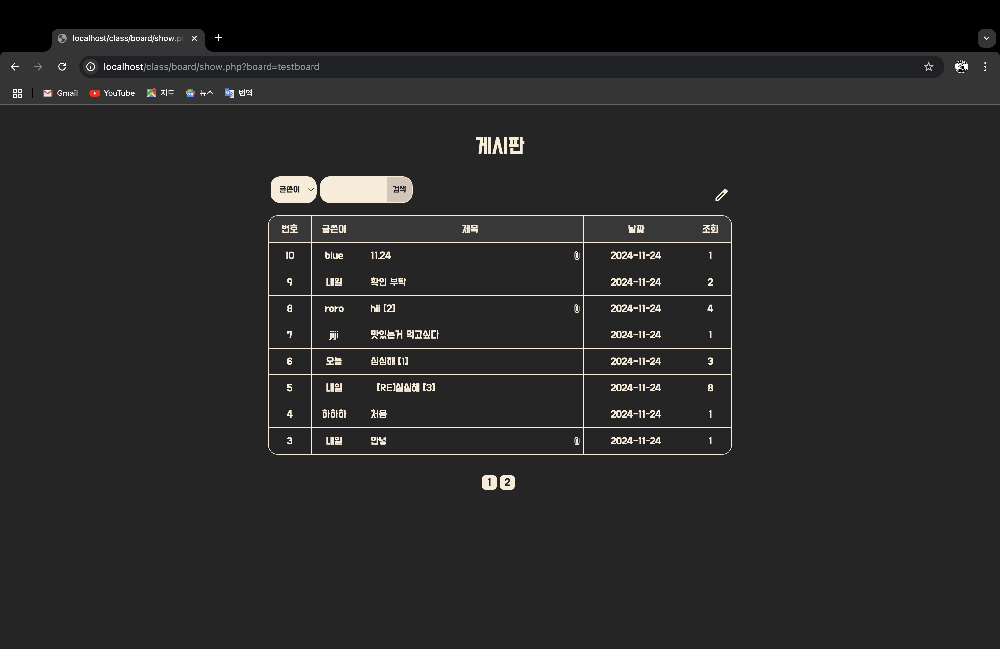 localhost/class/board/show.p
localhost/class/board/show.php?board=testboard
Gmail YouTube 지도 뉴스 번역
게시판
글쓴이 검색
번호 글쓴이 제목 날짜 조회
10 blue 11.24 2024-11-24 1
9 내일 확인 부탁 2024-11-24 2
8 roro hii [2] 2024-11-24 4
7 jiji 맛있는거 먹고싶다 2024-11-24 1
6 오늘 심심해 [1] 2024-11-24 3
5 내일 [RE]심심해 [3] 2024-11-24 8
4 하하하 처음 2024-11-24 1
3 내일 안녕 2024-11-24 1
1 2